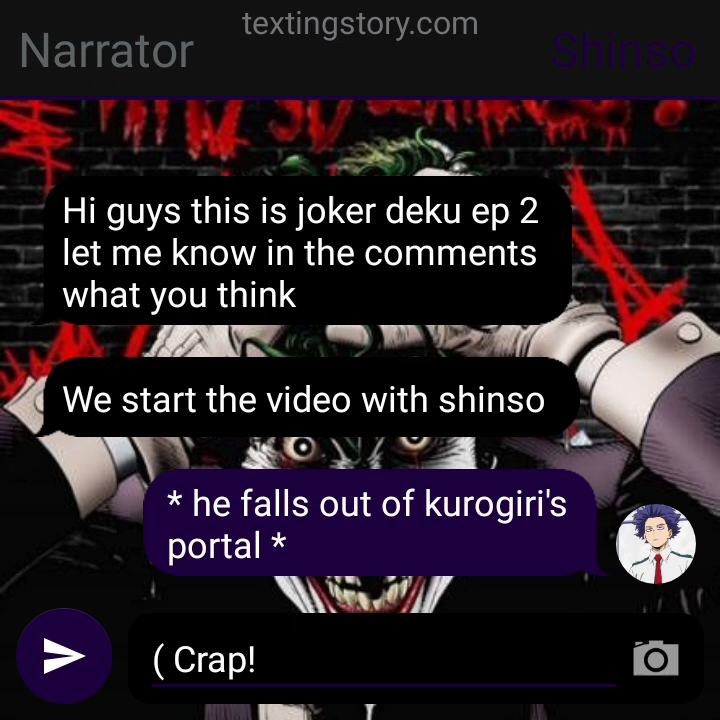 textingstory.com
Narrator
Shinso
Hi guys this is joker deku ep 2
let me know in the comments
what you think
We start the video with shinso
* he falls out of kurogiri's
portal *
( Crap!